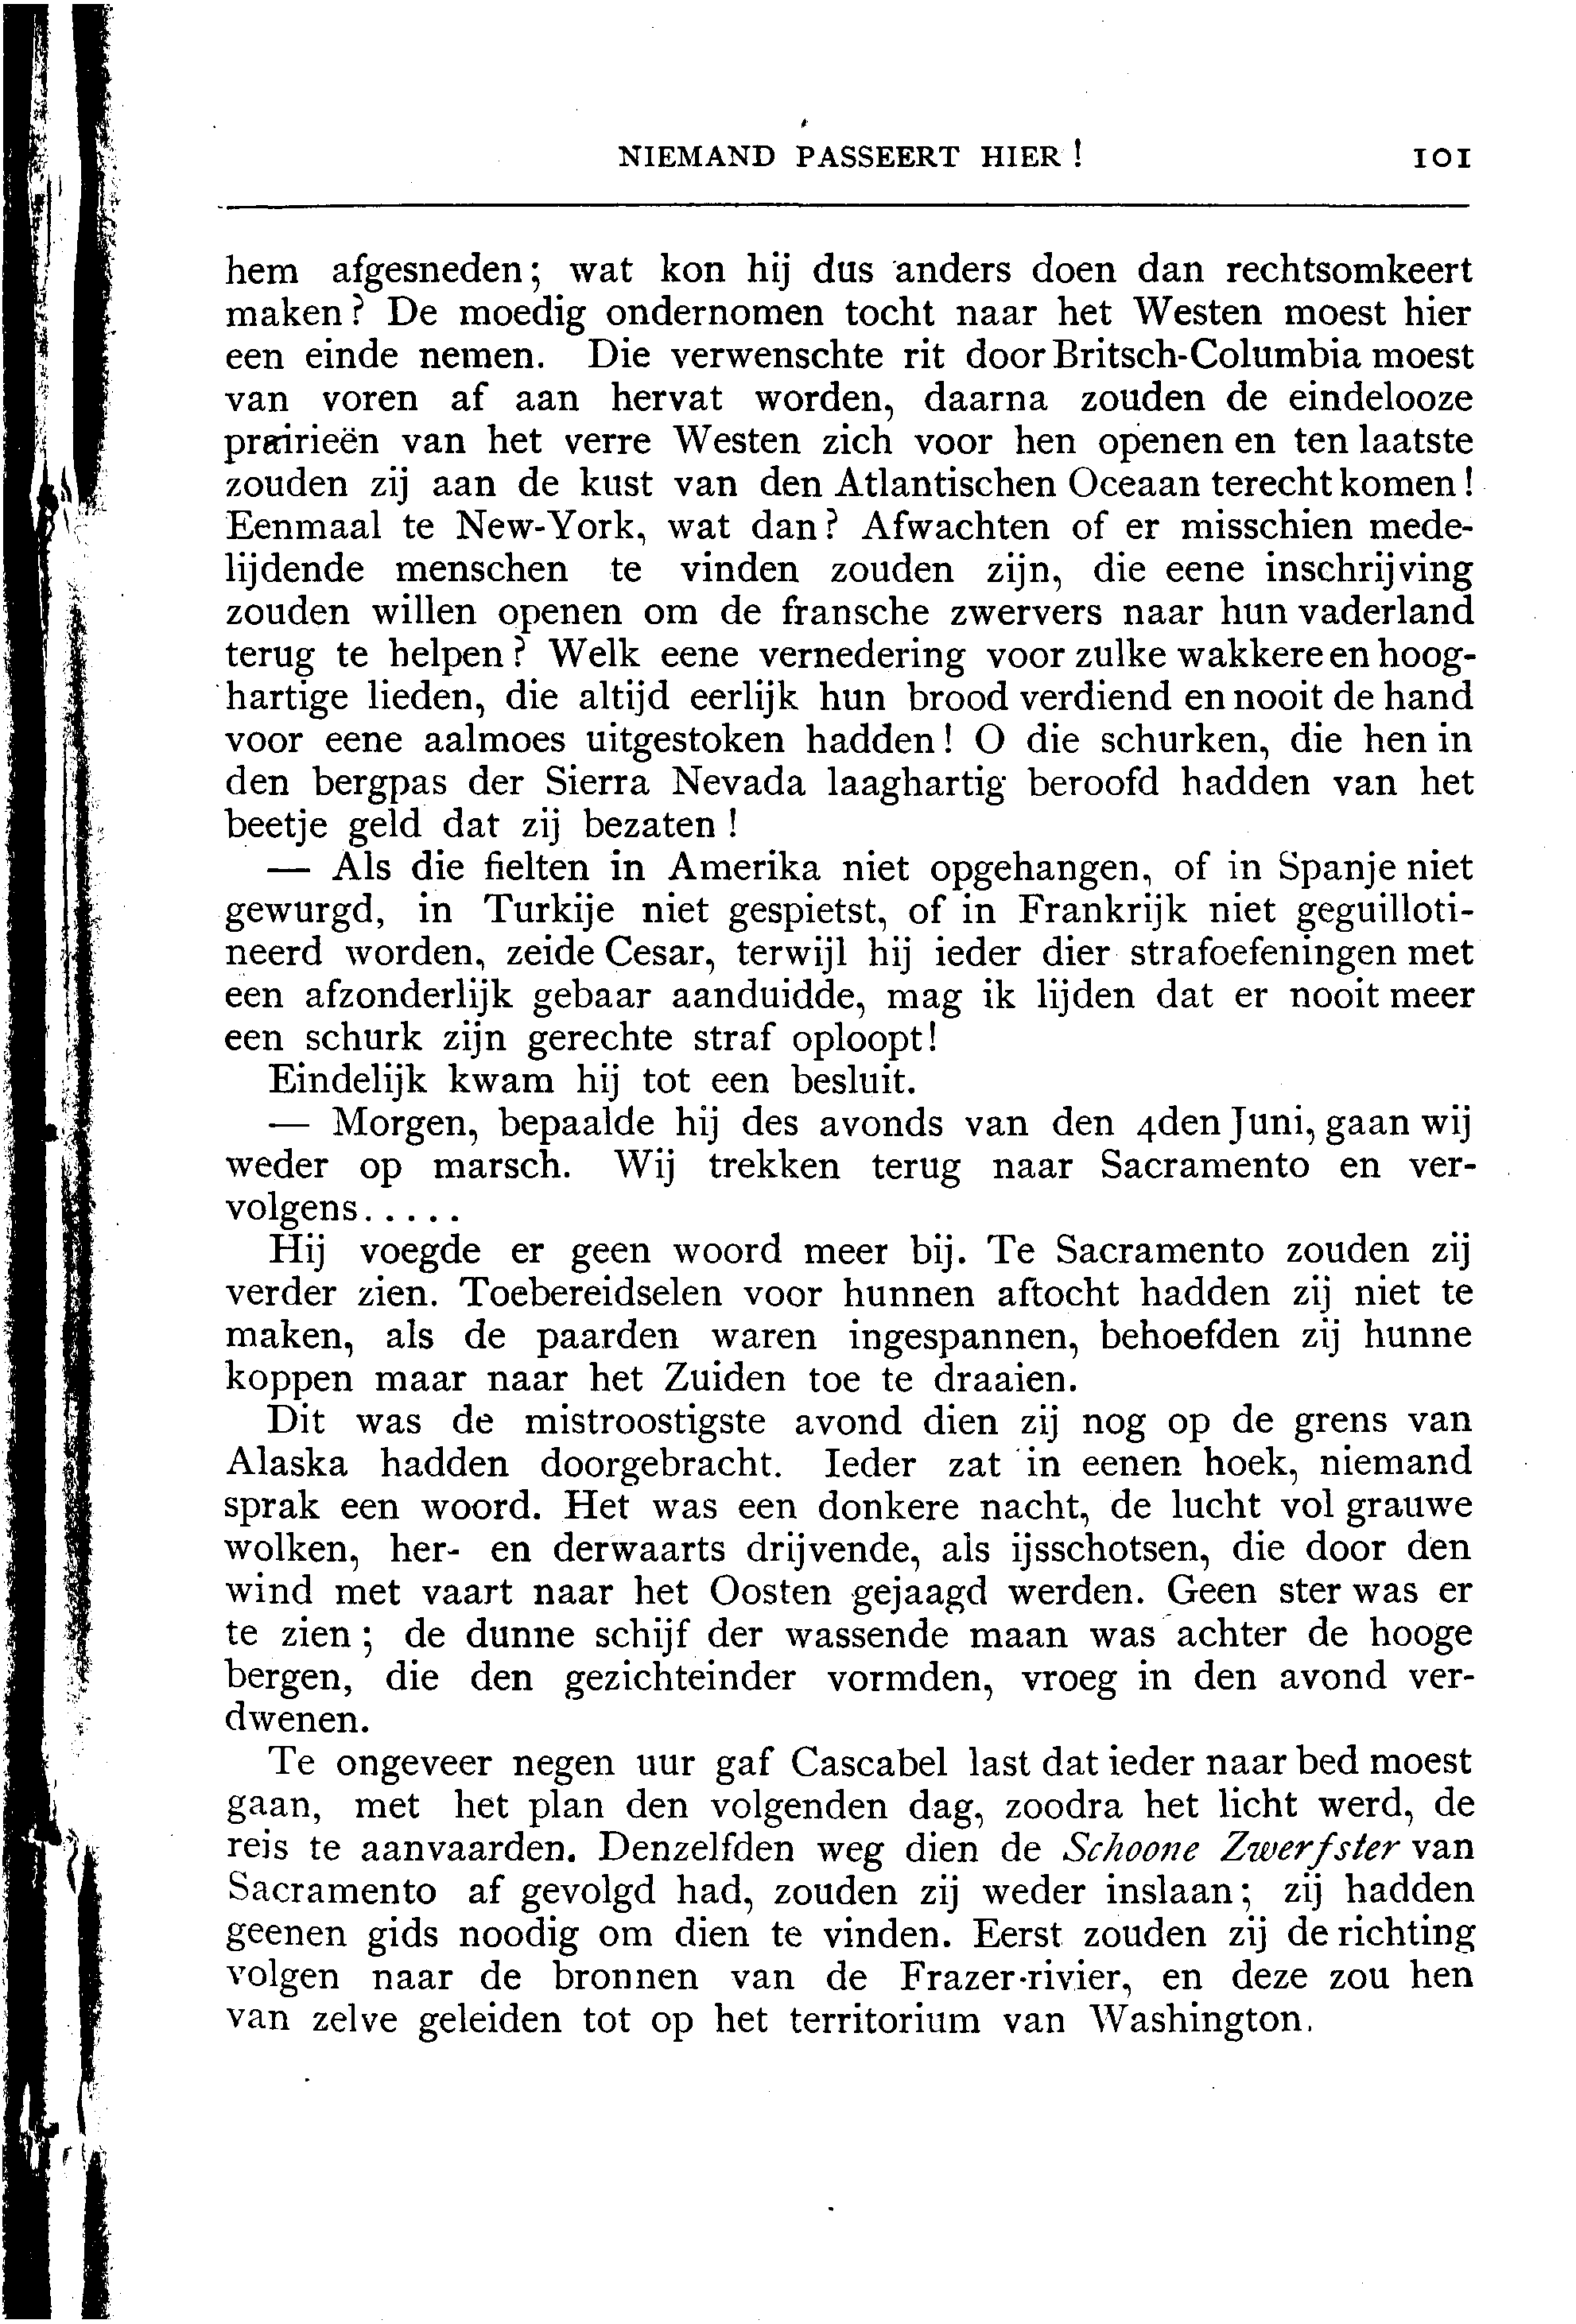 NIEMAND PASSEERT HIER! 101
hem afgesneden; wat kon hij dus anders doen dan rechtsomkeert
maken? De moedig ondernomen tocht naar het Westen moest hier
een einde nemen. Die verwenschte rit door Britsch-Columbia moest
van voren af aan hervat worden, daarna zouden de eindelooze
prairieën van het verre Westen zich voor hen openen en ten laatste
zouden zij aan de kust van den Atlantischen Oceaan terecht komen!
Eenmaal te New-York, wat dan? Afwachten of er misschien mede-
lijdende menschen te vinden zouden zijn, die eene inschrijving
zouden willen openen om de fransche zwervers naar hun vaderland
terug te helpen? Welk eene vernedering voor zulke wakkere en hoog-
hartige lieden, die altijd eerlijk hun brood verdiend en nooit de hand
voor eene aalmoes uitgestoken hadden! O die schurken, die hen in
den bergpas der Sierra Nevada laaghartig beroofd hadden van het
beetje geld dat zij bezaten!
— Als die fielten in Amerika niet opgehangen, of in Spanje niet
gewurgd, in Turkije niet gespietst, of in Frankrijk niet geguilloti-
neerd worden, zeide Cesar, terwijl hij ieder dier strafoefeningen met
een afzonderlijk gebaar aanduidde, mag ik lijden dat er nooit meer
een schurk zijn gerechte straf oploopt!
Eindelijk kwam hij tot een besluit.
— Morgen, bepaalde hij des avonds van den 4den Juni, gaan wij
weder op marsch. Wij trekken terug naar Sacramento en ver-
volgens.....
Hij voegde er geen woord meer bij. Te Sacramento zouden zij
verder zien. Toebereidselen voor hunnen aftocht hadden zij niet te
maken, als de paarden waren ingespannen, behoefden zij hunne
koppen maar naar het Zuiden toe te draaien.
Dit was de mistroostigste avond dien zij nog op de grens van
Alaska hadden doorgebracht. Ieder zat in eenen hoek, niemand
sprak een woord. Het was een donkere nacht, de lucht vol grauwe
wolken, her- en derwaarts drijvende, als ijsschotsen, die door den
wind met vaart naar het Oosten gejaagd werden. Geen ster was er
te zien; de dunne schijf der wassende maan was achter de hooge
bergen, die den gezichteinder vormden, vroeg in den avond ver-
dwenen.
Te ongeveer negen uur gaf Cascabel last dat ieder naar bed moest
gaan, met het plan den volgenden dag, zoodra het licht werd, de
reis te aanvaarden. Denzelfden weg dien de Schoone Zwerfster van
Sacramento af gevolgd had, zouden zij weder inslaan; zij hadden
geenen gids noodig om dien te vinden. Eerst zouden zij de richting
volgen naar de bronnen van de Frazer-rivier, en deze zou hen
van zelve geleiden tot op het territorium van Washington.